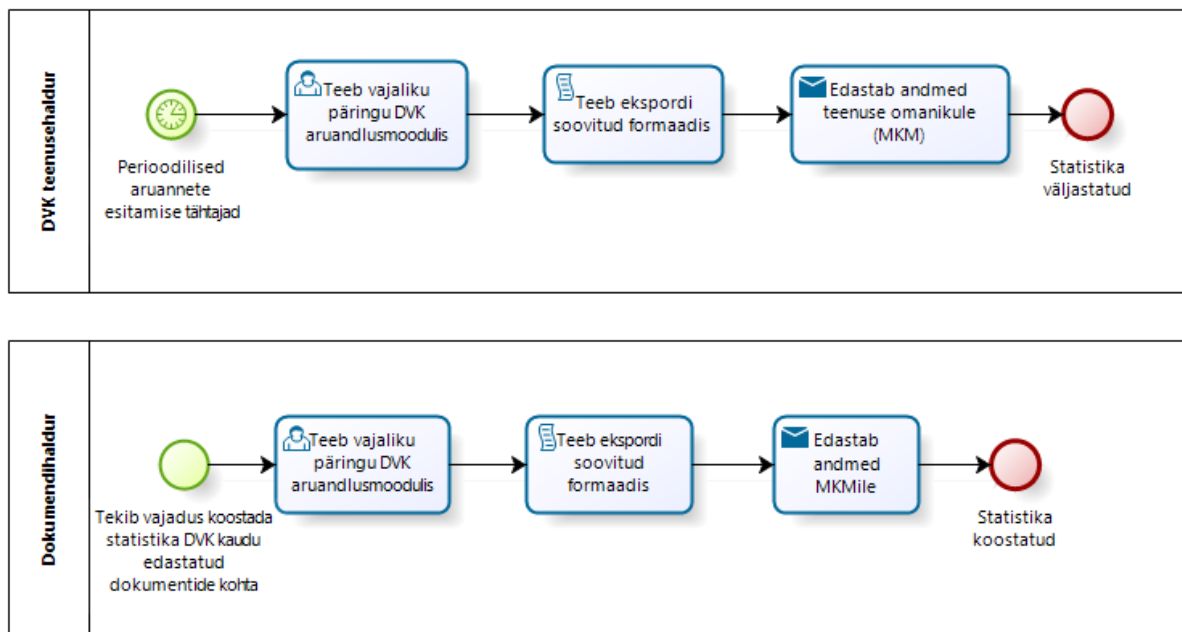 DVK teenusehaldur
Perioodilised
aruannete
esitamise tähtajad
Teeb vajaliku
päringu DVK
aruandlusmoodulis
Teeb ekspordi
soovitud formaadis
Edastab andmed
teenuse omanikule
(MKM)
Statistika
väljastatud
Dokumendihaldur
Tekib vajadus koostada
statistika DVK kaudu
edastatud
dokumentide kohta
Teeb vajaliku
päringu DVK
aruandlusmoodulis
Teeb ekspordi
soovitud
formaadis
Edastab
andmed
MKMile
Statistika
koostatud